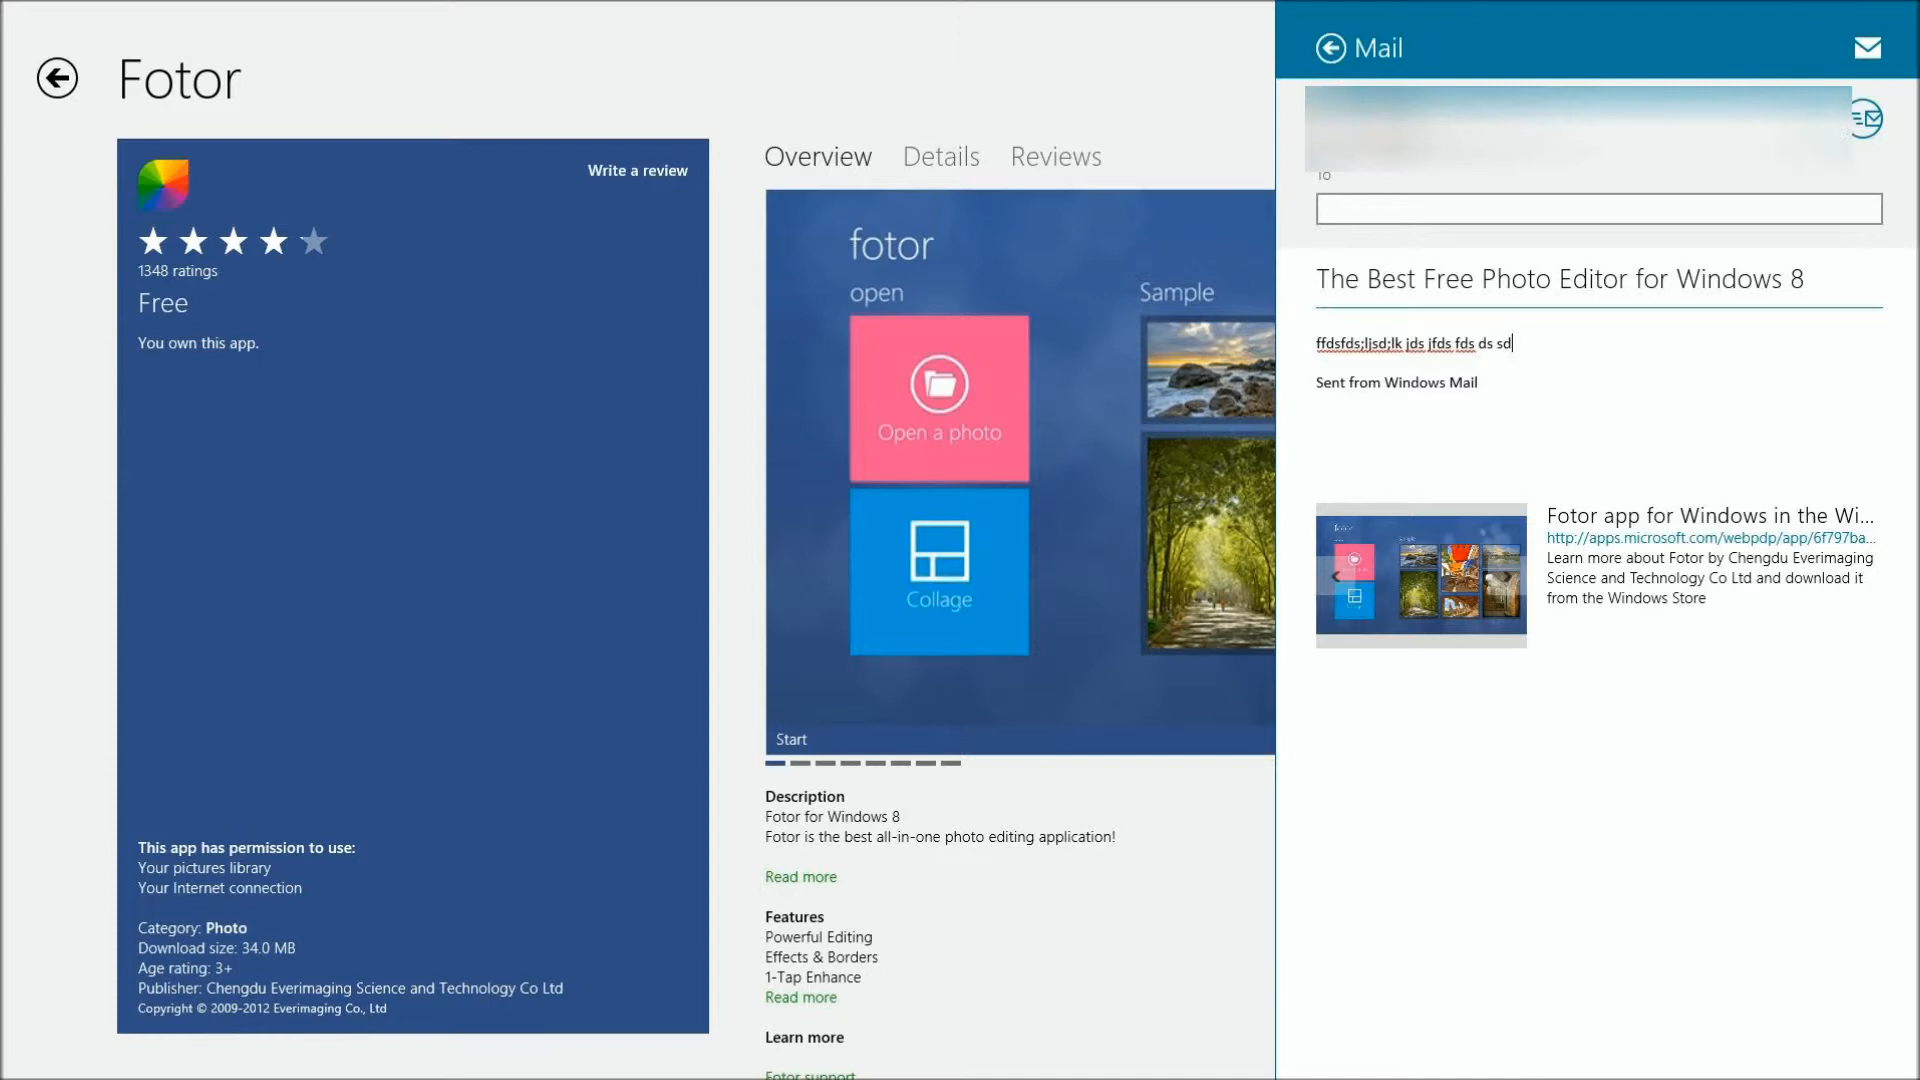 Fotor
Write a review
1348 ratings
Free
You own this app.
This app has permission to use:
Your pictures library
Your Internet connection
Category: Photo
Download size: 34.0 MB
Age rating: 3+
Publisher: Chengdu Everimaging Science and Technology Co Ltd
Copyright © 2009-2012 Everimaging Co., Ltd
Overview Details Reviews
fotor
open
Sample
Open a photo
Collage
Start
Description
Fotor for Windows 8
Fotor is the best all-in-one photo editing application!
Read more
Features
Powerful Editing
Effects & Borders
1-Tap Enhance
Read more
Learn more
Fotor support
Mail
To
The Best Free Photo Editor for Windows 8
ffdsfds;ljsd;lk jds jfds fds ds sd
Sent from Windows Mail
Fotor app for Windows in the Wi...
http://apps.microsoft.com/webpdp/app/6f797ba...
Learn more about Fotor by Chengdu Everimaging
Science and Technology Co Ltd and download it
from the Windows Store